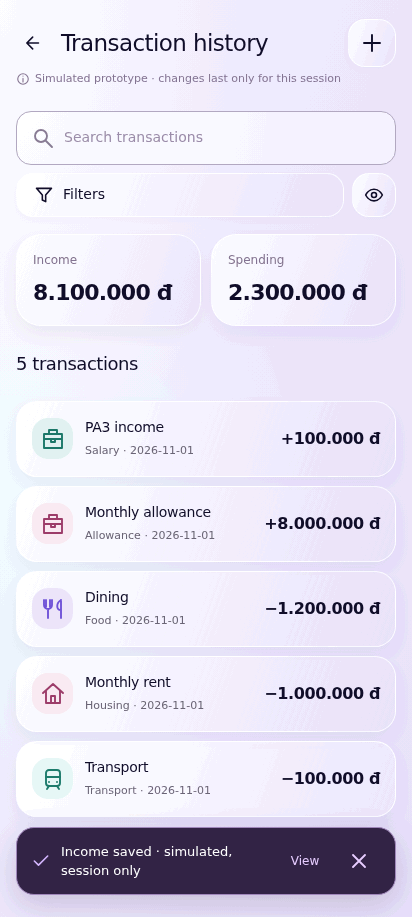 Transaction history
Simulated prototype · changes last only for this session
Search transactions
Filters
Income
8.100.000 đ
Spending
2.300.000 đ
5 transactions
PA3 income
Salary · 2026-11-01
+100.000 đ
Monthly allowance
Allowance · 2026-11-01
+8.000.000 đ
Dining
Food · 2026-11-01
−1.200.000 đ
Monthly rent
Housing · 2026-11-01
−1.000.000 đ
Transport
Transport · 2026-11-01
−100.000 đ
Income saved · simulated,
session only
View